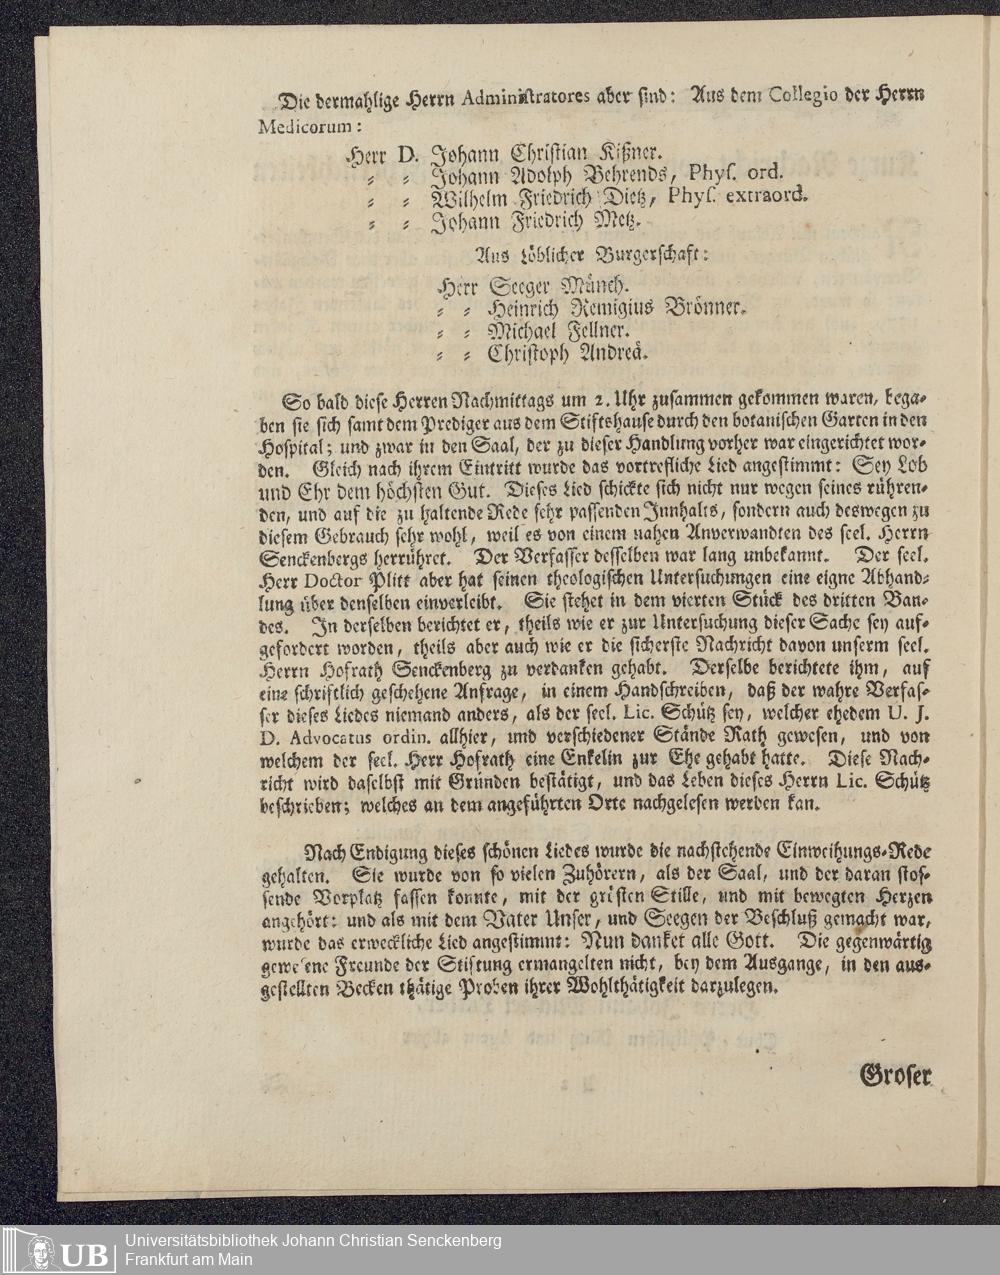 Die dermahlige Herrn Administratores aber sind: Aus dem Collegio der Herrn
Medicorum:
Herr D. Johann Christian Kißner.
⸗ ⸗ Johann Adolph Behrends, Phys. ord.
⸗ ⸗ Wilhelm Friedrich Dietz, Phys. extraord.
⸗ ⸗ Johann Friedrich Metz.
Aus Löblicher Burgerschaft:
Herr Seeger Münch.
⸗ ⸗ Heinrich Remigius Brönner.
⸗ ⸗ Michael Fellner.
⸗ ⸗ Christoph Andreä.
So bald diese Herren Nachmittags um 2. Uhr zusammen gekommen waren, bega⸗
ben sie sich samt dem Prediger aus dem Stiftshause durch den botanischen Garten in den
Hospital; und zwar in den Saal, der zu dieser Handlung vorher war eingerichtet wor⸗
den. Gleich nach ihrem Eintritt wurde das vortrefliche Lied angestimmt: Sey Lob
und Ehr dem höchsten Gut. Dieses Lied schickte sich nicht nur wegen seines rühren⸗
den, und auf die zu haltende Rede sehr passenden Innhalts, sondern auch deswegen zu
diesem Gebrauch sehr wohl, weil es von einem nahen Anverwandten des seel. Herrn
Senckenbergs herrühret. Der Verfasser desselben war lang unbekannt. Der seel.
Herr Doctor Plitt aber hat seinen theologischen Untersuchungen eine eigne Abhand⸗
lung über denselben einverleibt. Sie stehet in dem vierten Stück des dritten Ban⸗
des. In derselben berichtet er, theils wie er zur Untersuchung dieser Sache sey auf⸗
gefordert worden, theils aber auch wie er die sicherste Nachricht davon unserm seel.
Herrn Hofrath Senckenberg zu verdanken gehabt. Derselbe berichtete ihm, auf
eine schriftlich geschehene Anfrage, in einem Handschreiben, daß der wahre Verfas⸗
ser dieses Liedes niemand anders, als der seel. Lic. Schütz sey, welcher ehedem U. J.
D. Advocatus ordin. allhier, und verschiedener Stände Rath gewesen, und von
welchem der seel. Herr Hofrath eine Enkelin zur Ehe gehabt hatte. Diese Nach⸗
richt wird daselbst mit Gründen bestätigt, und das Leben dieses Herrn Lic. Schütz
beschrieben; welches an dem angeführten Orte nachgelesen werden kan.
Nach Endigung dieses schönen Liedes wurde die nachstehende Einweihungs⸗Rede
gehalten. Sie wurde von so vielen Zuhörern, als der Saal, und der daran stos⸗
sende Vorplatz fassen konnte, mit der grösten Stille, und mit bewegten Herzen
angehört: und als mit dem Vater Unser, und Seegen der Beschluß gemacht war,
wurde das erweckliche Lied angestimmt: Nun danket alle Gott. Die gegenwärtig
gewesene Freunde der Stiftung ermangelten nicht, bey dem Ausgange, in den aus⸗
gestellten Becken thätige Proben ihrer Wohlthätigkeit darzulegen.
Groser
UB
Universitätsbibliothek Johann Christian Senckenberg
Frankfurt am Main